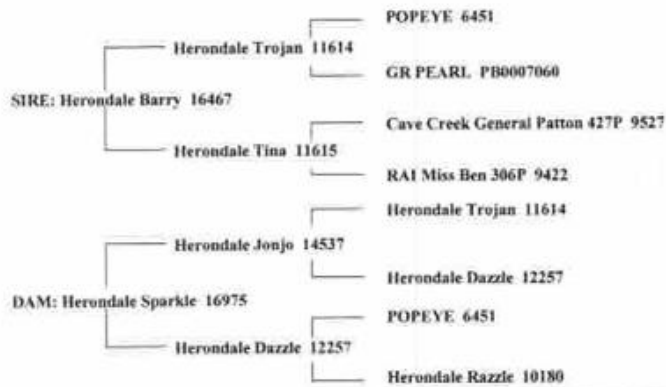 POPEYE 6451
Herondale Trojan 11614
GR PEARL PB0007060
SIRE: Herondale Barry 16467
Cave Creek General Patton 427P 9527
Herondale Tina 11615
RAI Miss Ben 306P 9422
Herondale Trojan 11614
Herondale Jonjo 14537
Herondale Dazzle 12257
DAM: Herondale Sparkle 16975
POPEYE 6451
Herondale Dazzle 12257
Herondale Razzle 10180